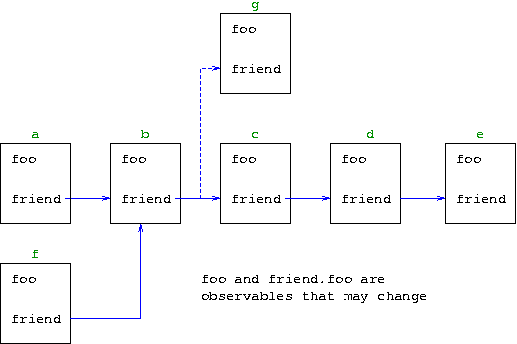 g
foo
friend
a
foo
friend
b
foo
friend
c
foo
friend
d
foo
friend
e
foo
friend
f
foo
friend
foo and friend.foo are
observables that may change